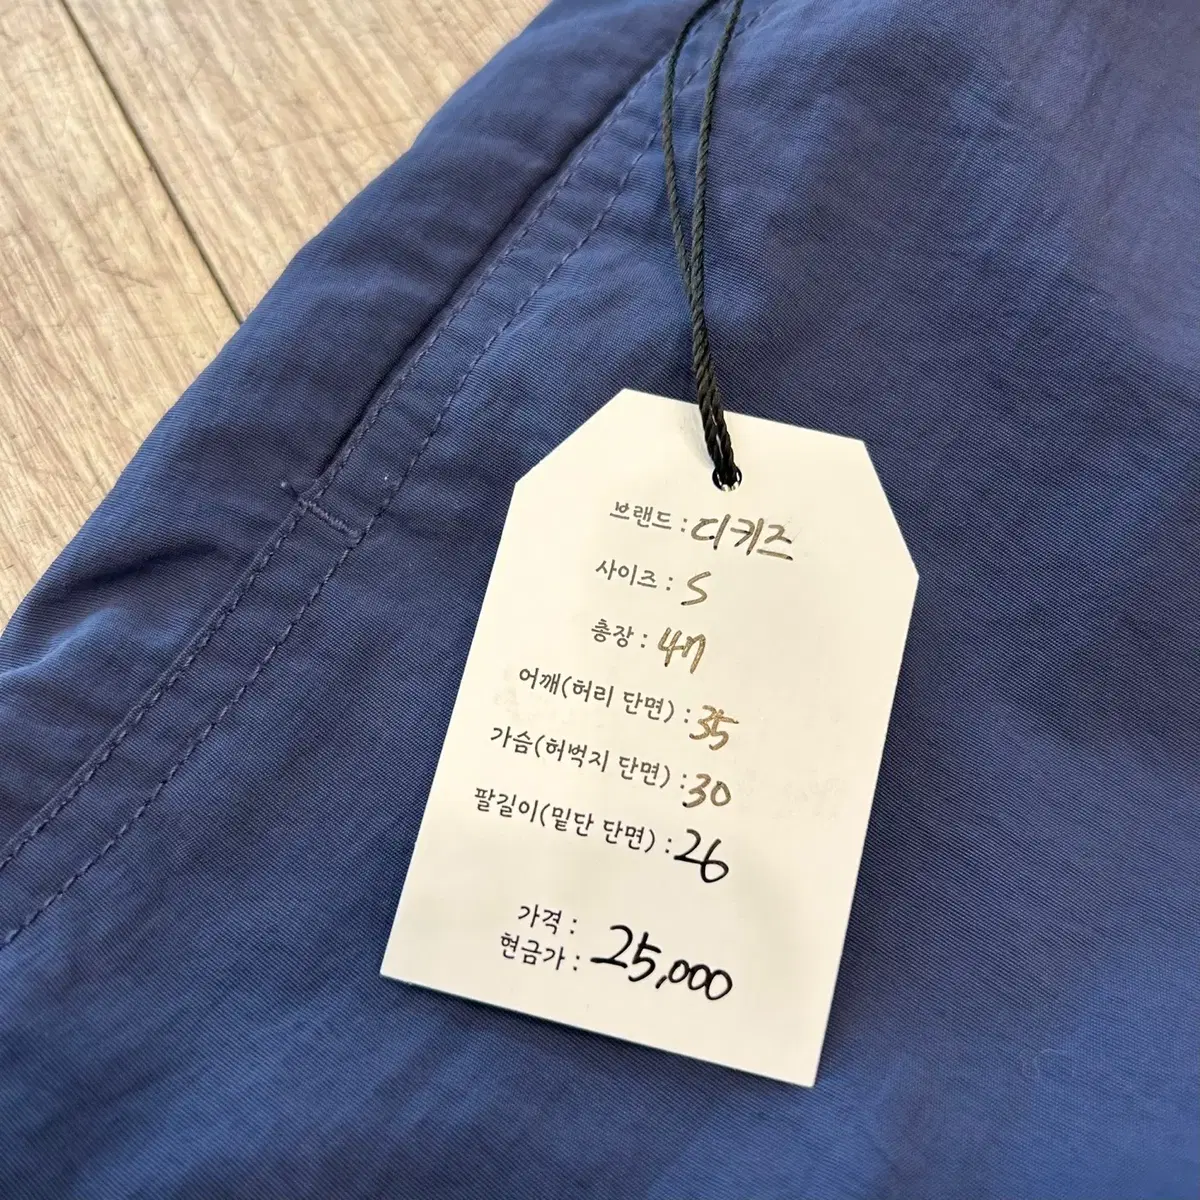 브랜드 : 디키즈
사이즈 : S
총장 : 47
어깨(허리 단면) : 35
가슴(허벅지 단면) : 30
팔길이(밑단 단면) : 26
가격 :
현금가 : 25,000